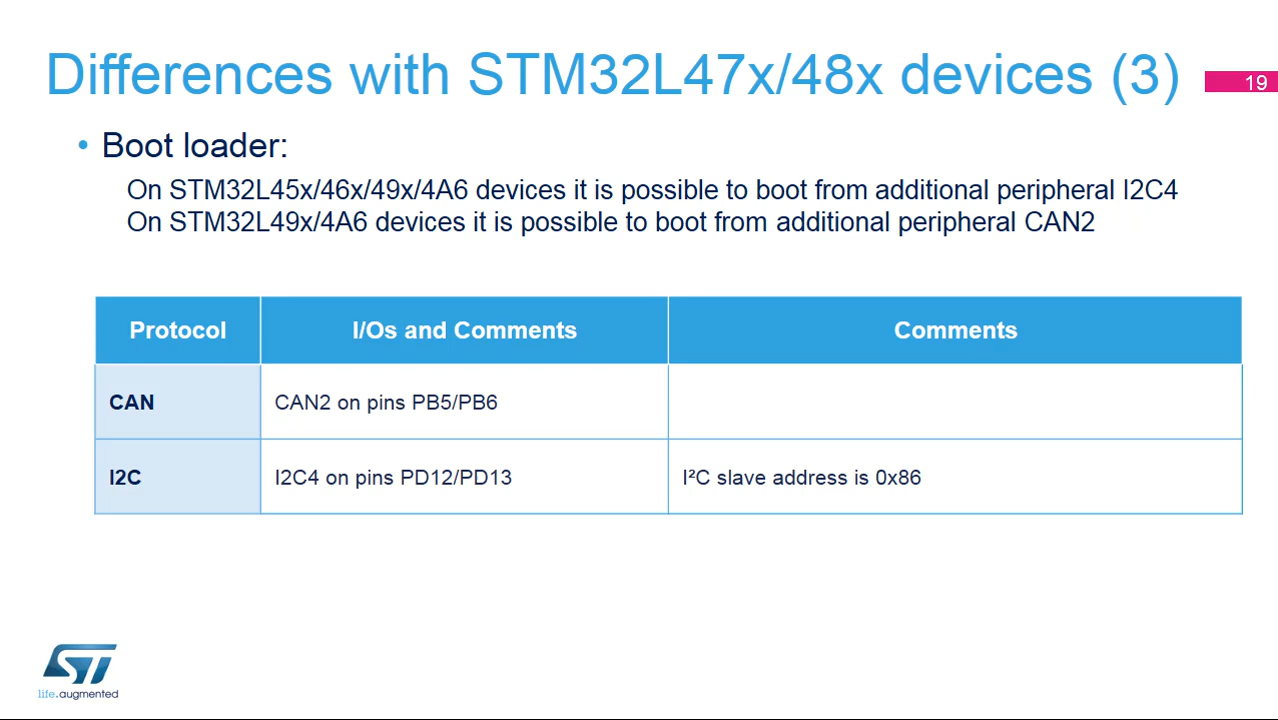 Differences with STM32L47x/48x devices (3)
19
• Boot loader:
On STM32L45x/46x/49x/4A6 devices it is possible to boot from additional peripheral I2C4
On STM32L49x/4A6 devices it is possible to boot from additional peripheral CAN2
Protocol I/Os and Comments Comments
CAN CAN2 on pins PB5/PB6
I2C I2C4 on pins PD12/PD13 I²C slave address is 0x86
ST
life.augmented